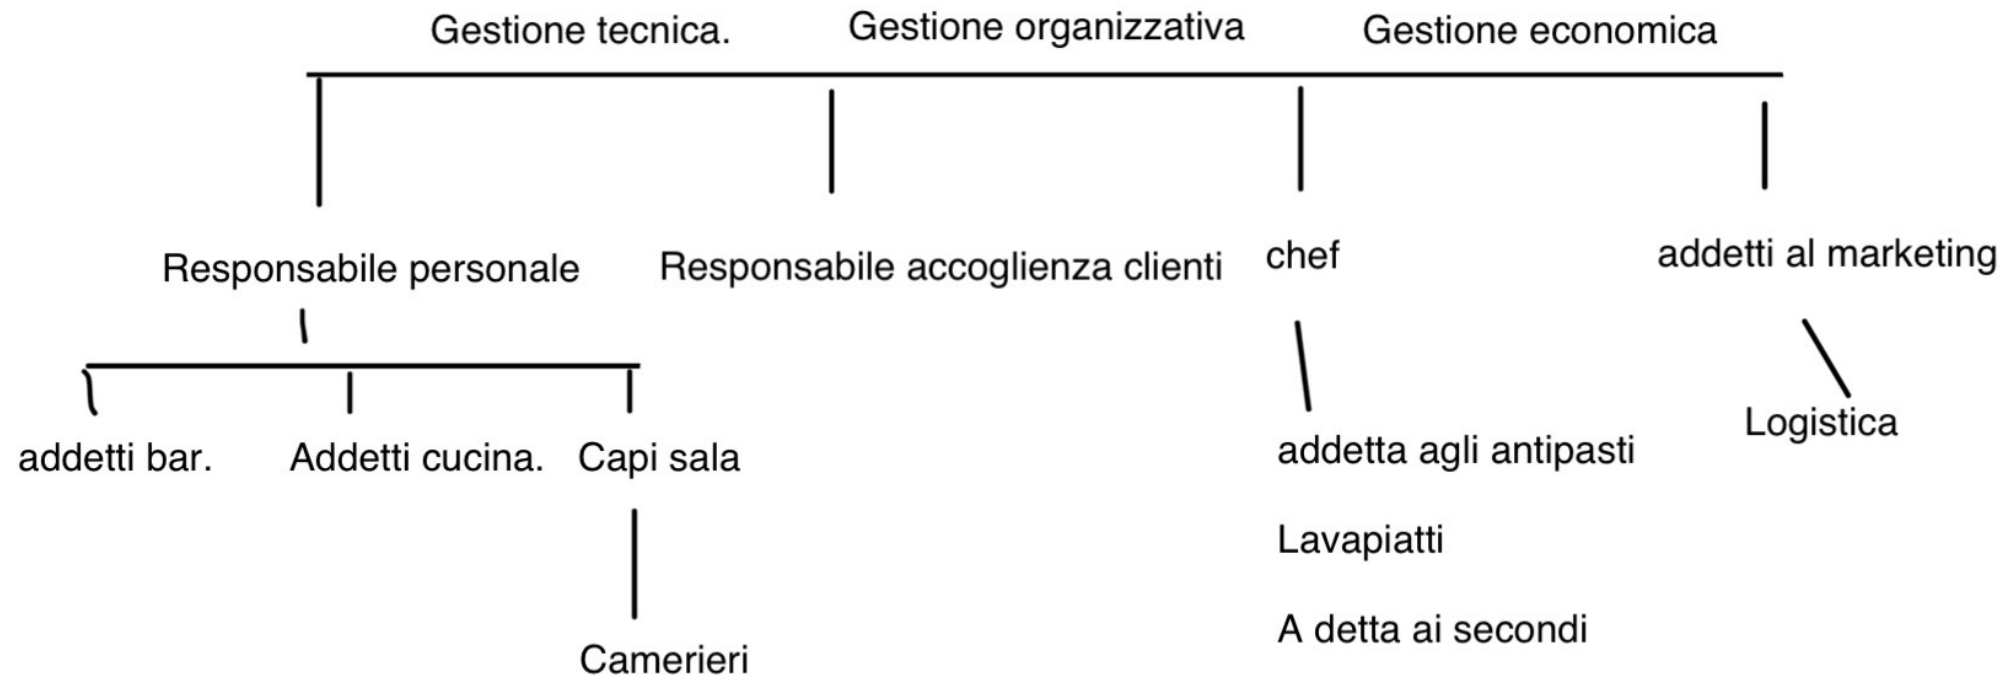 Gestione tecnica. Gestione organizzativa Gestione economica
Responsabile personale Responsabile accoglienza clienti chef addetti al marketing
addetti bar. Addetti cucina. Capi sala addetta agli antipasti Logistica
Lavapiatti
A detta ai secondi
Camerieri